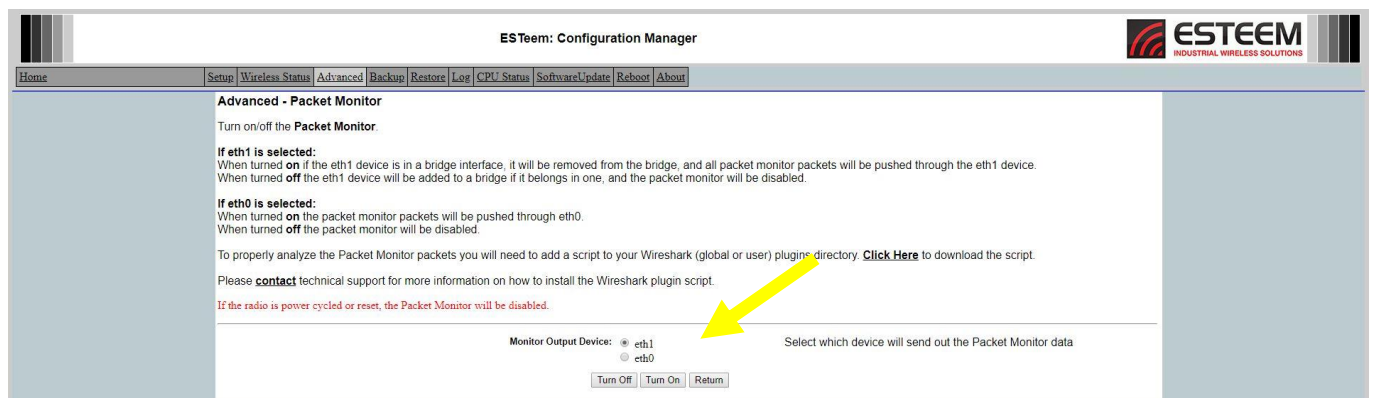 ESTeem: Configuration Manager
ESTEEM
INDUSTRIAL WIRELESS SOLUTIONS
Home Setup Wireless Status Advanced Backup Restore Log CPU Status SoftwareUpdate Reboot About
Advanced - Packet Monitor
Turn on/off the Packet Monitor.
If eth1 is selected:
When turned on if the eth1 device is in a bridge interface, it will be removed from the bridge, and all packet monitor packets will be pushed through the eth1 device.
When turned off the eth1 device will be added to a bridge if it belongs in one, and the packet monitor will be disabled.
If eth0 is selected:
When turned on the packet monitor packets will be pushed through eth0.
When turned off the packet monitor will be disabled.
To properly analyze the Packet Monitor packets you will need to add a script to your Wireshark (global or user) plugins directory. Click Here to download the script.
Please contact technical support for more information on how to install the Wireshark plugin script.
If the radio is power cycled or reset, the Packet Monitor will be disabled.
Monitor Output Device: eth1 Select which device will send out the Packet Monitor data
eth0
Turn Off Turn On Return